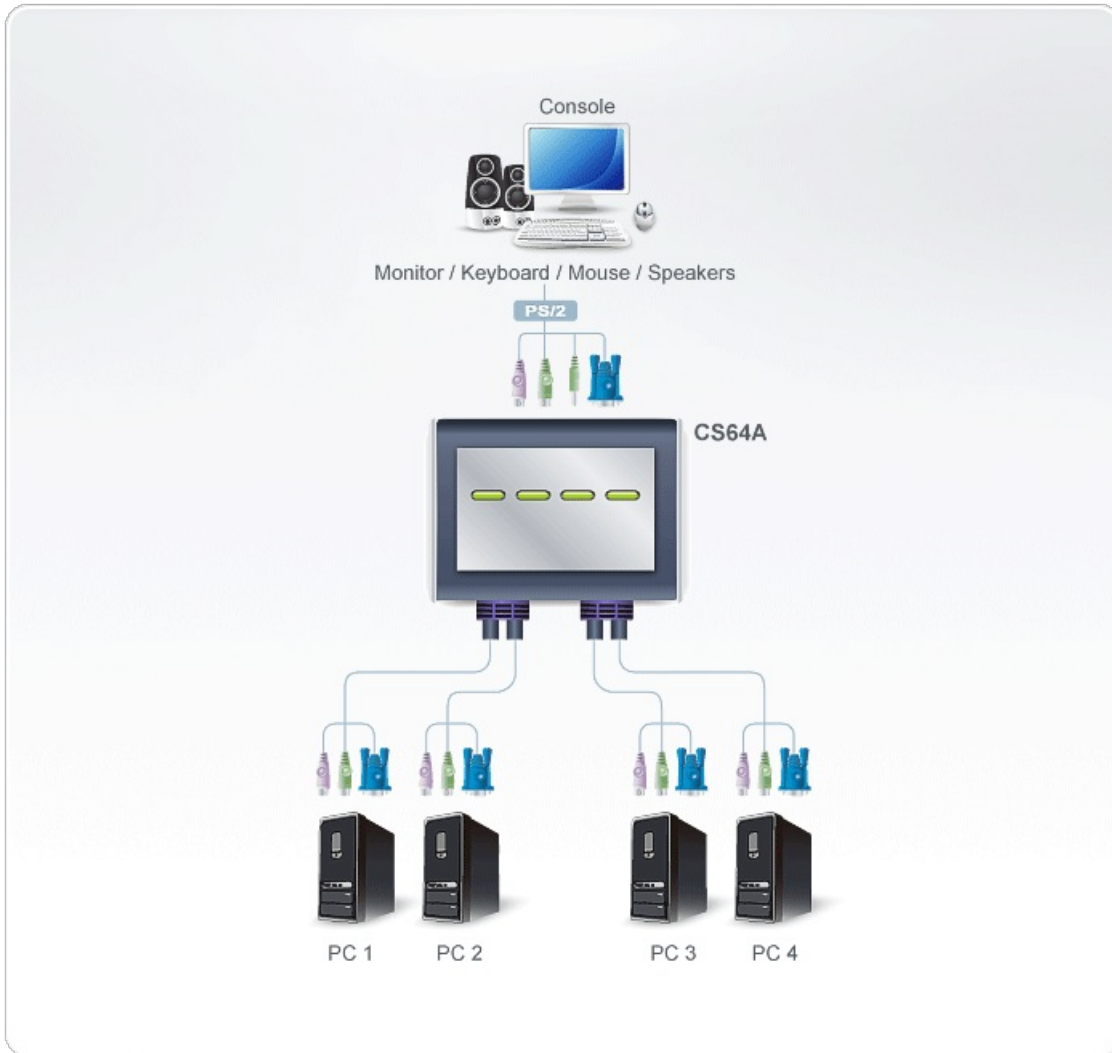 Console
Monitor / Keyboard / Mouse / Speakers
PS/2
CS64A
PC 1
PC 2
PC 3
PC 4